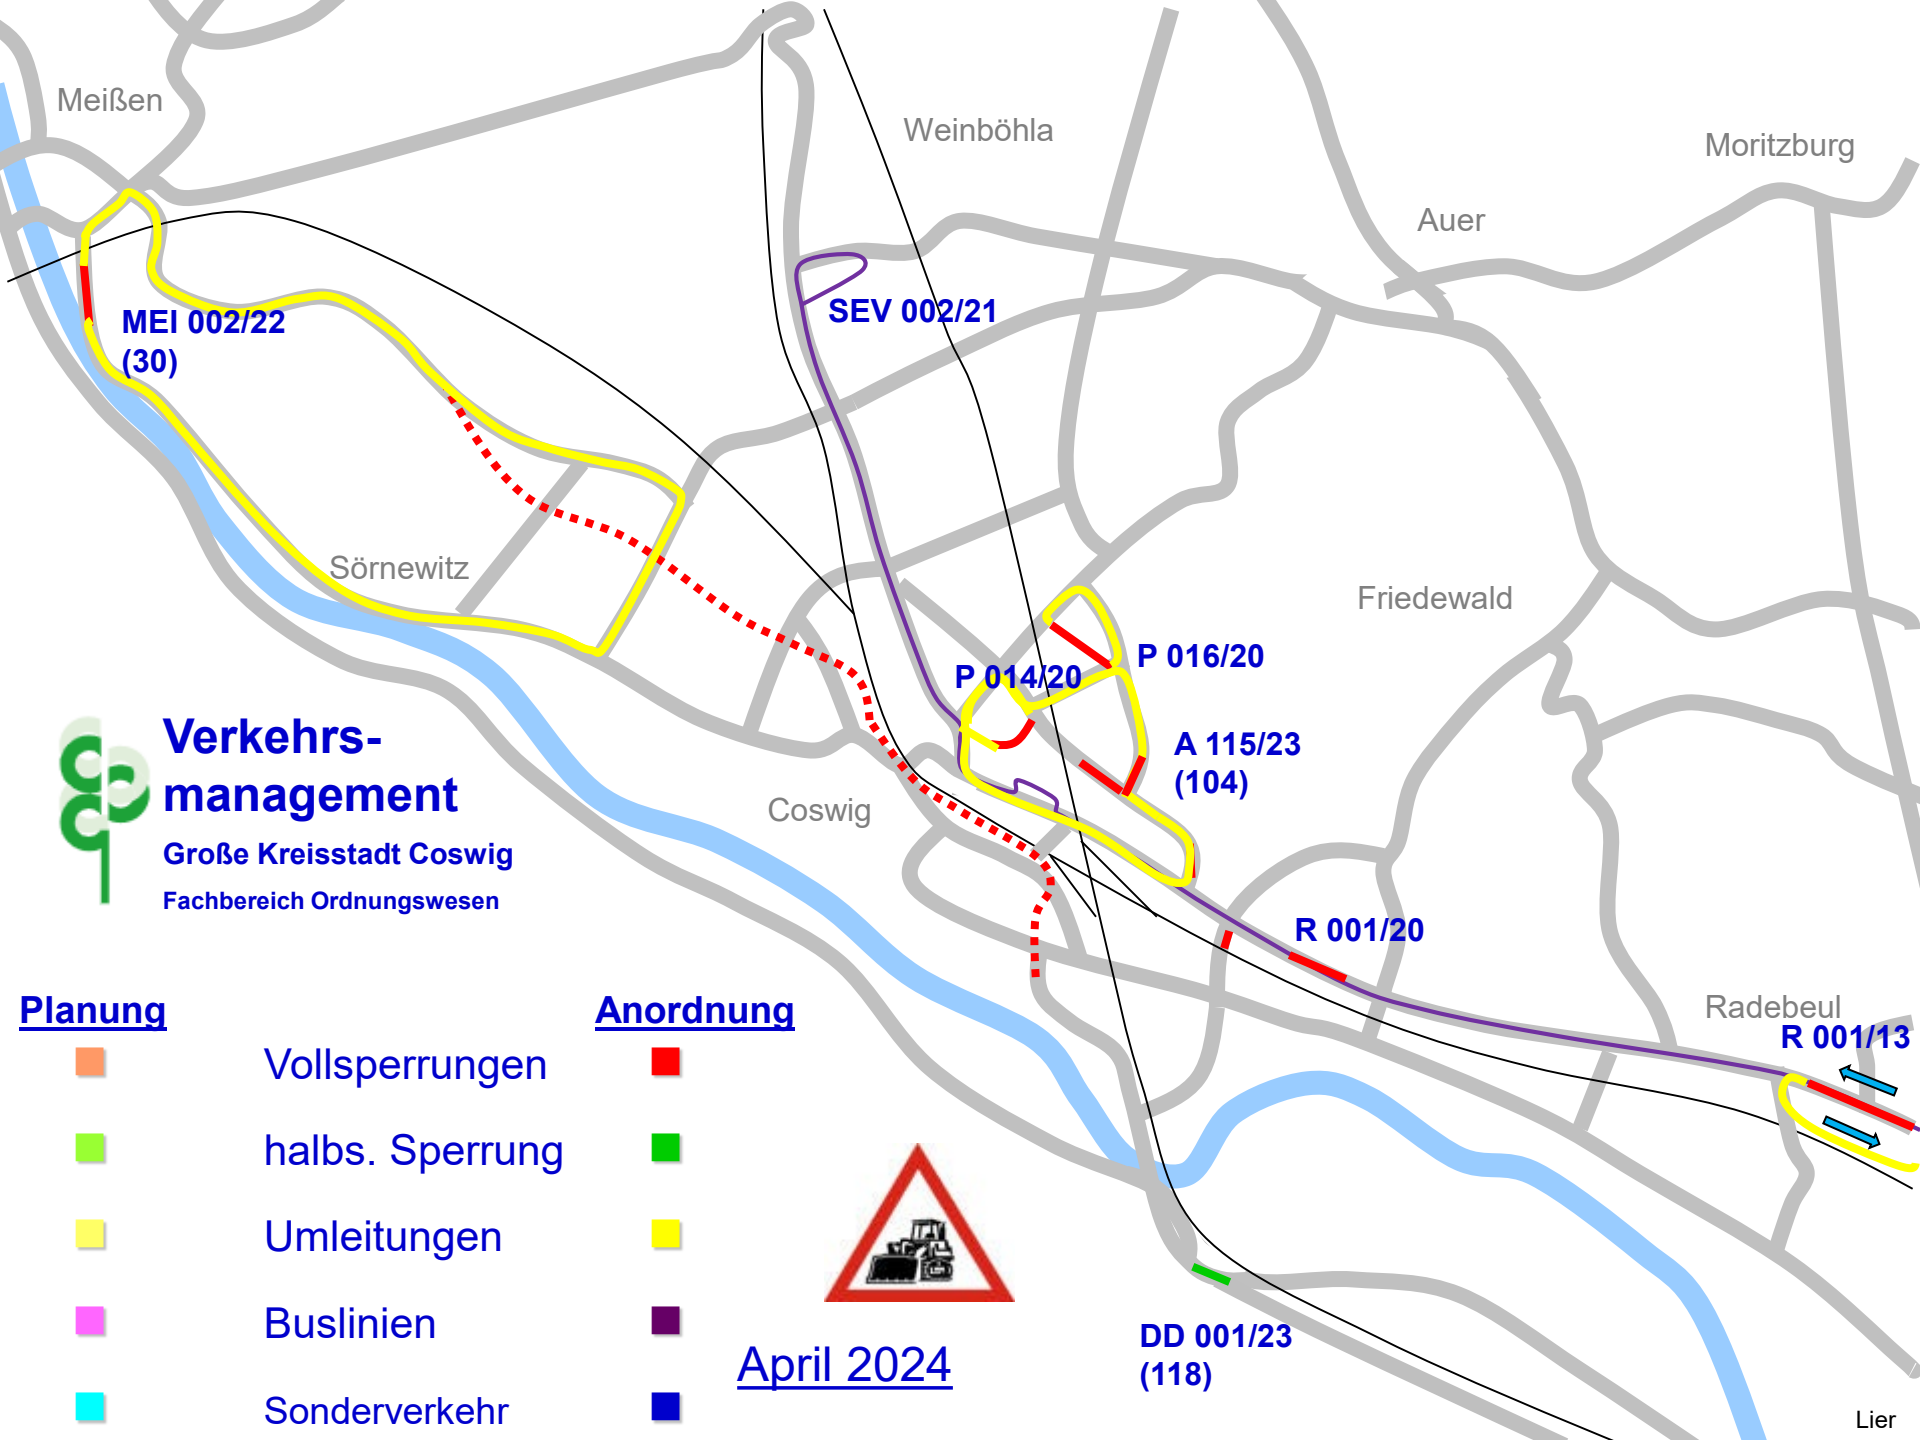 Meißen
Weinböhla
Moritzburg
Auer
SEV 002/21
MEI 002/22
(30)
Sörnewitz
Friedewald
P 016/20
P 014/20
A 115/23
(104)
Verkehrs-
management
Große Kreisstadt Coswig
Fachbereich Ordnungswesen
Coswig
R 001/20
Radebeul
R 001/13
Planung
Anordnung
Vollsperrungen
halbs. Sperrung
Umleitungen
Buslinien
Sonderverkehr
April 2024
DD 001/23
(118)
Lier